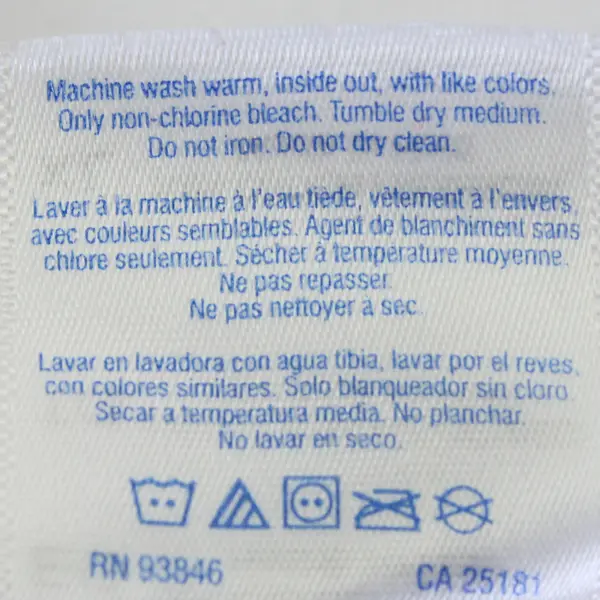 Machine wash warm, inside out, with like colors.
Only non-chlorine bleach. Tumble dry medium.
Do not iron. Do not dry clean.
Laver à la machine à l'eau tiède, vêtement à l'envers,
avec couleurs semblables. Agent de blanchiment sans
chlore seulement. Sécher à température moyenne.
Ne pas repasser.
Ne pas nettoyer à sec.
Lavar en lavadora con agua tibia, lavar por el reves,
con colores similares. Solo blanqueador sin cloro.
Secar a temperatura media. No planchar.
No lavar en seco.
RN 93846
CA 25181